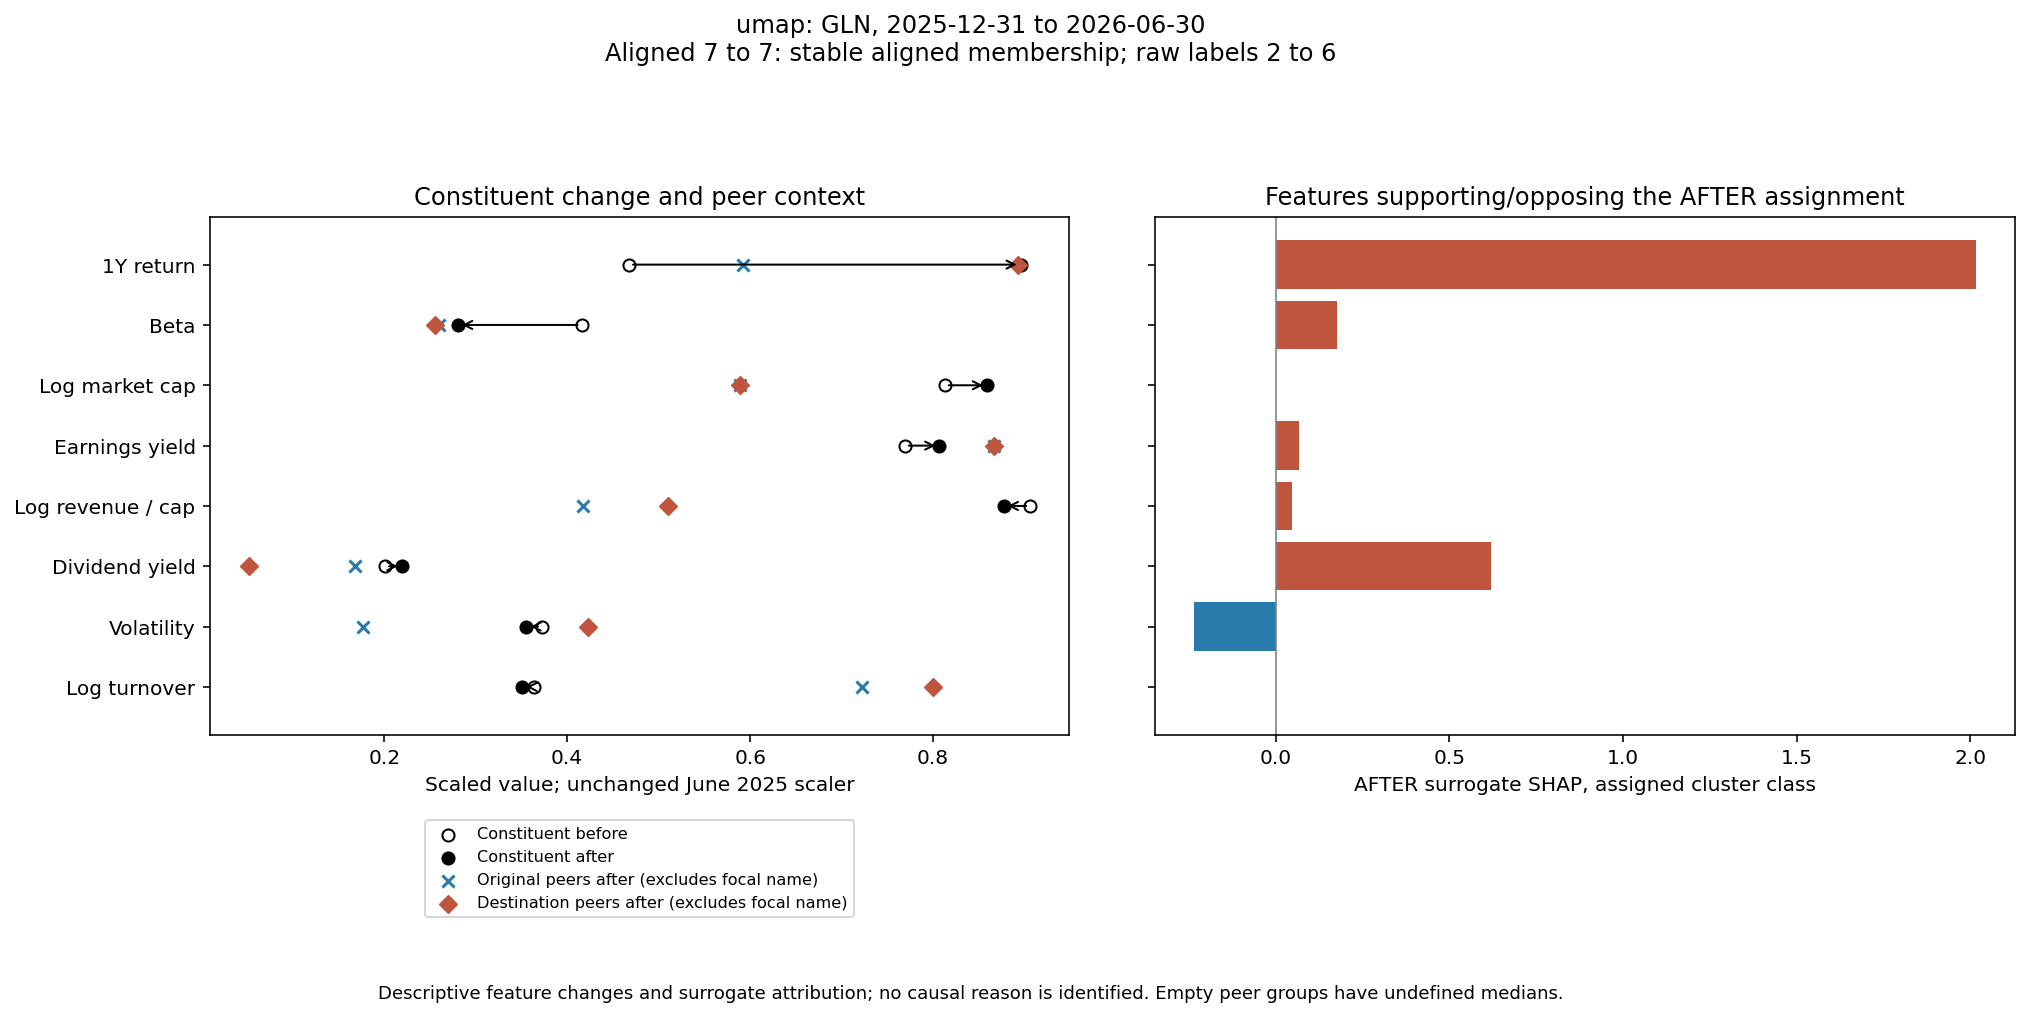 umap: GLN, 2025-12-31 to 2026-06-30
Aligned 7 to 7: stable aligned membership; raw labels 2 to 6
Constituent change and peer context
1Y return
Beta
Log market cap
Earnings yield
Log revenue / cap
Dividend yield
Volatility
Log turnover
0.2 0.4 0.6 0.8
Scaled value; unchanged June 2025 scaler
Constituent before
Constituent after
Original peers after (excludes focal name)
Destination peers after (excludes focal name)
Features supporting/opposing the AFTER assignment
0.0 0.5 1.0 1.5 2.0
AFTER surrogate SHAP, assigned cluster class
Descriptive feature changes and surrogate attribution; no causal reason is identified. Empty peer groups have undefined medians.